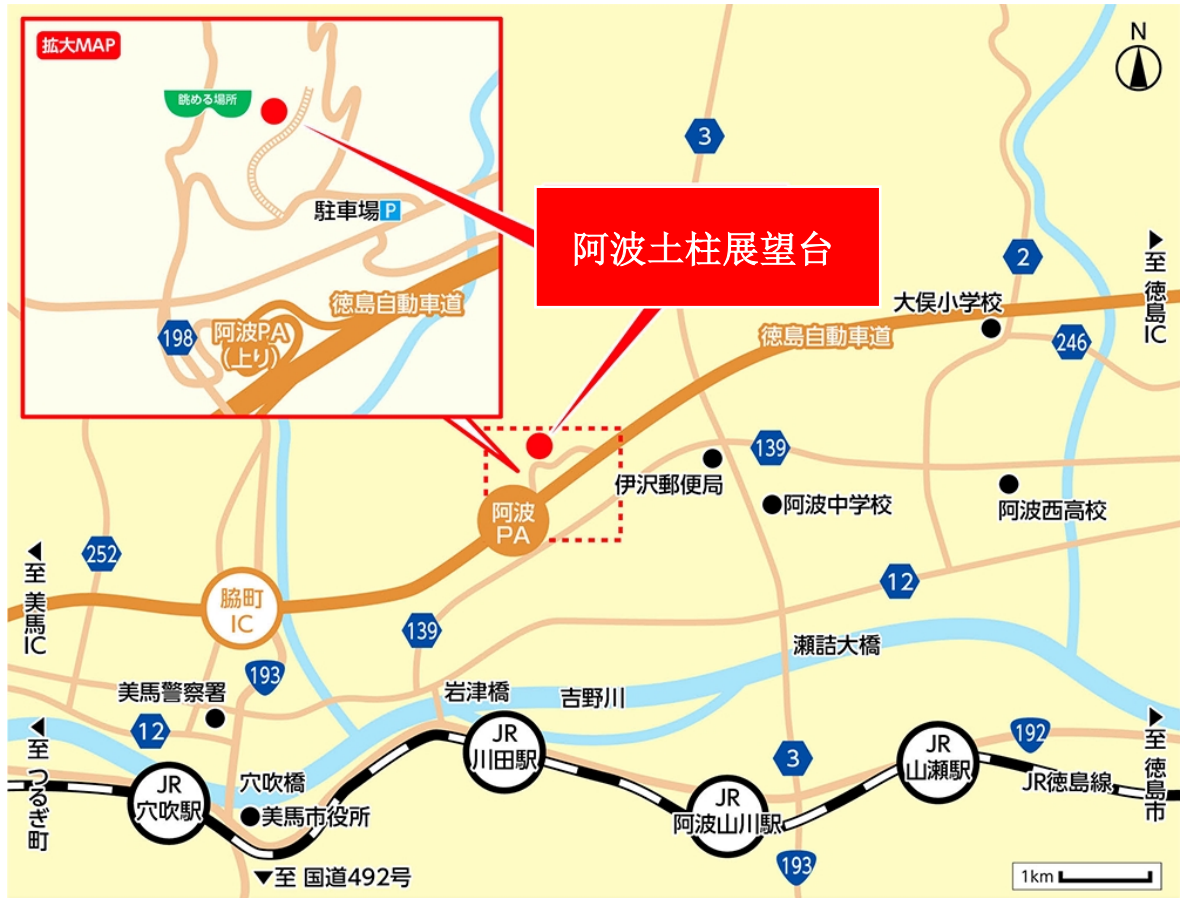 拡大MAP
眺める場所
駐車場P
徳島自動車道
198
阿波PA
(上り)
N
3
阿波土柱展望台
2
▲至 徳島IC
大俣小学校
徳島自動車道
246
139
伊沢郵便局
阿波中学校
阿波西高校
阿波
PA
252
▲至 美馬IC
脇町
IC
12
139
瀬詰大橋
193
美馬警察署
岩津橋
吉野川
12
▲至 つるぎ町
JR
川田駅
3
JR
山瀬駅
192
▲至 徳島市
JR徳島線
JR
穴吹駅
穴吹橋
美馬市役所
JR
阿波山川駅
193
▼至 国道492号
1km